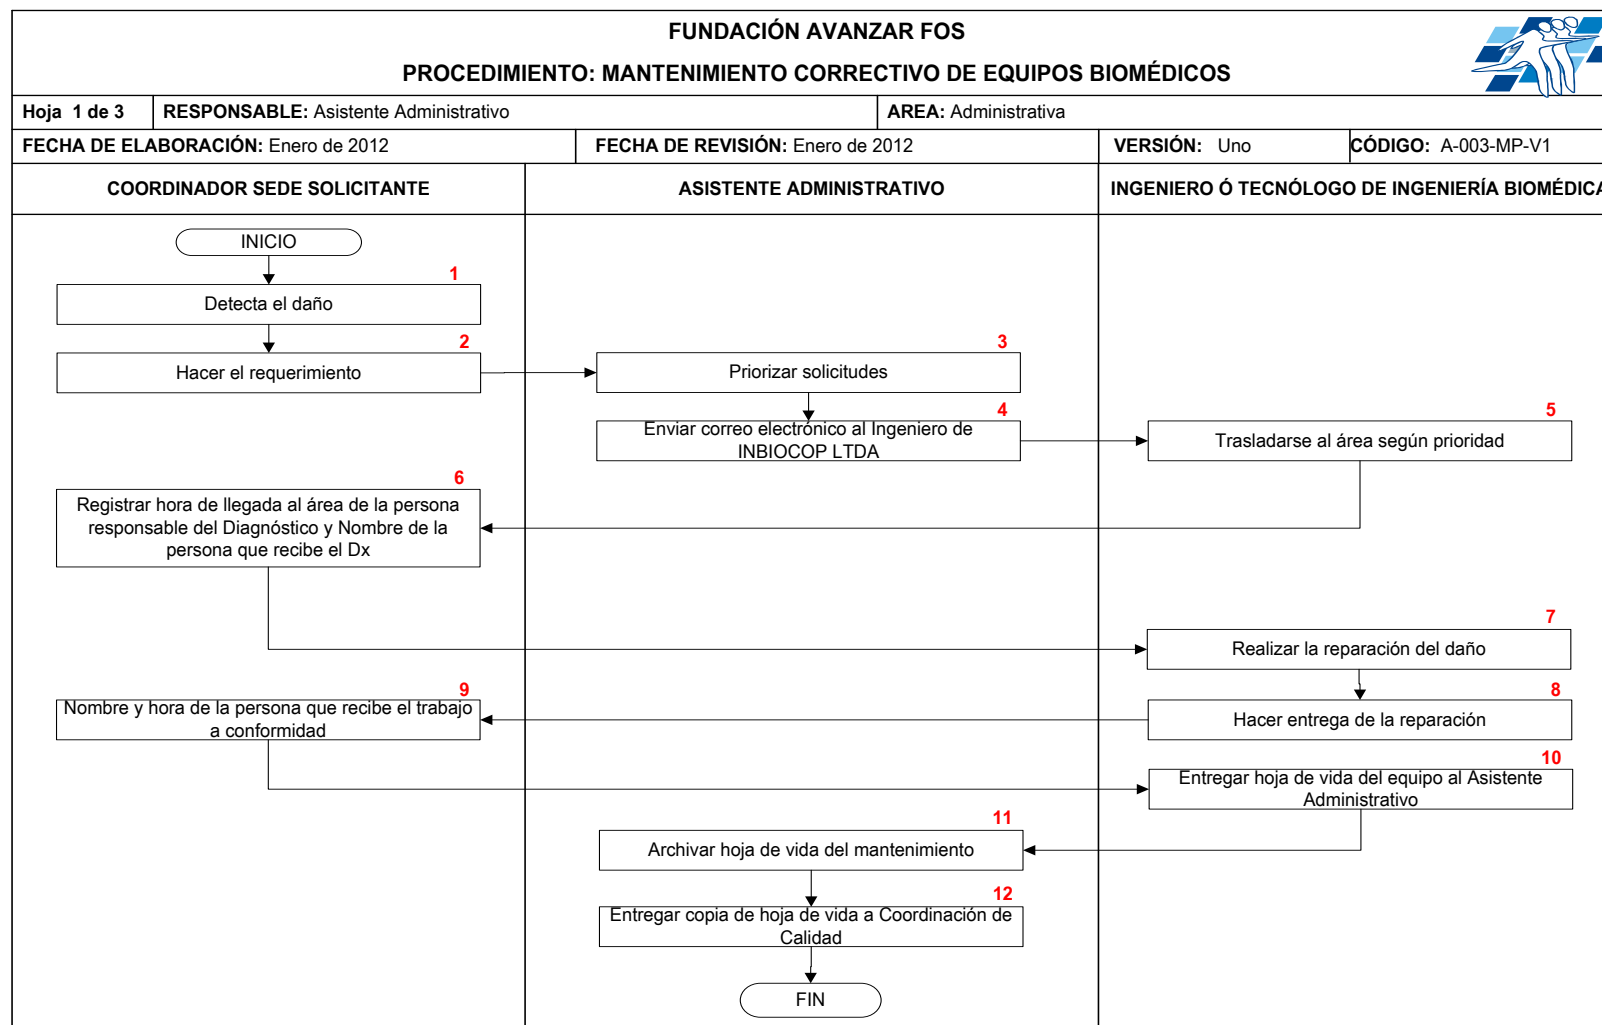 FUNDACIÓN AVANZAR FOS
PROCEDIMIENTO: MANTENIMIENTO CORRECTIVO DE EQUIPOS BIOMÉDICOS
Hoja 1 de 3 RESPONSABLE: Asistente Administrativo AREA: Administrativa
FECHA DE ELABORACIÓN: Enero de 2012 FECHA DE REVISIÓN: Enero de 2012 VERSIÓN: Uno CÓDIGO: A-003-MP-V1
COORDINADOR SEDE SOLICITANTE ASISTENTE ADMINISTRATIVO INGENIERO Ó TECNÓLOGO DE INGENIERÍA BIOMÉDICA
INICIO
1
Detecta el daño
2
Hacer el requerimiento
3
Priorizar solicitudes
4
Enviar correo electrónico al Ingeniero de
INBIOCOP LTDA
5
Trasladarse al área según prioridad
6
Registrar hora de llegada al área de la persona
responsable del Diagnóstico y Nombre de la
persona que recibe el Dx
7
Realizar la reparación del daño
8
Hacer entrega de la reparación
9
Nombre y hora de la persona que recibe el trabajo
a conformidad
10
Entregar hoja de vida del equipo al Asistente
Administrativo
11
Archivar hoja de vida del mantenimiento
12
Entregar copia de hoja de vida a Coordinación de
Calidad
FIN